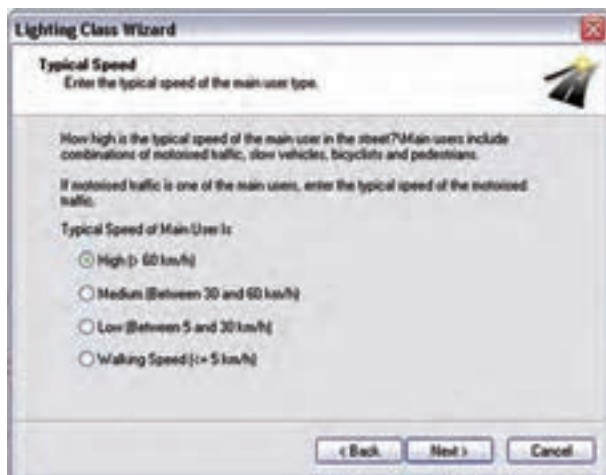 Lighting Class Wizard
Typical Speed
Enter the typical speed of the main user type.
How high is the typical speed of the main user in the street?\Main users include
combinations of motorised traffic, slow vehicles, bicyclists and pedestrians.
If motorised traffic is one of the main users, enter the typical speed of the motorised
traffic.
Typical Speed of Main User Is:
High (> 60 km/h)
Medium (Between 30 and 60 km/h)
Low (Between 5 and 30 km/h)
Walking Speed (<= 5 km/h)
< Back Next > Cancel